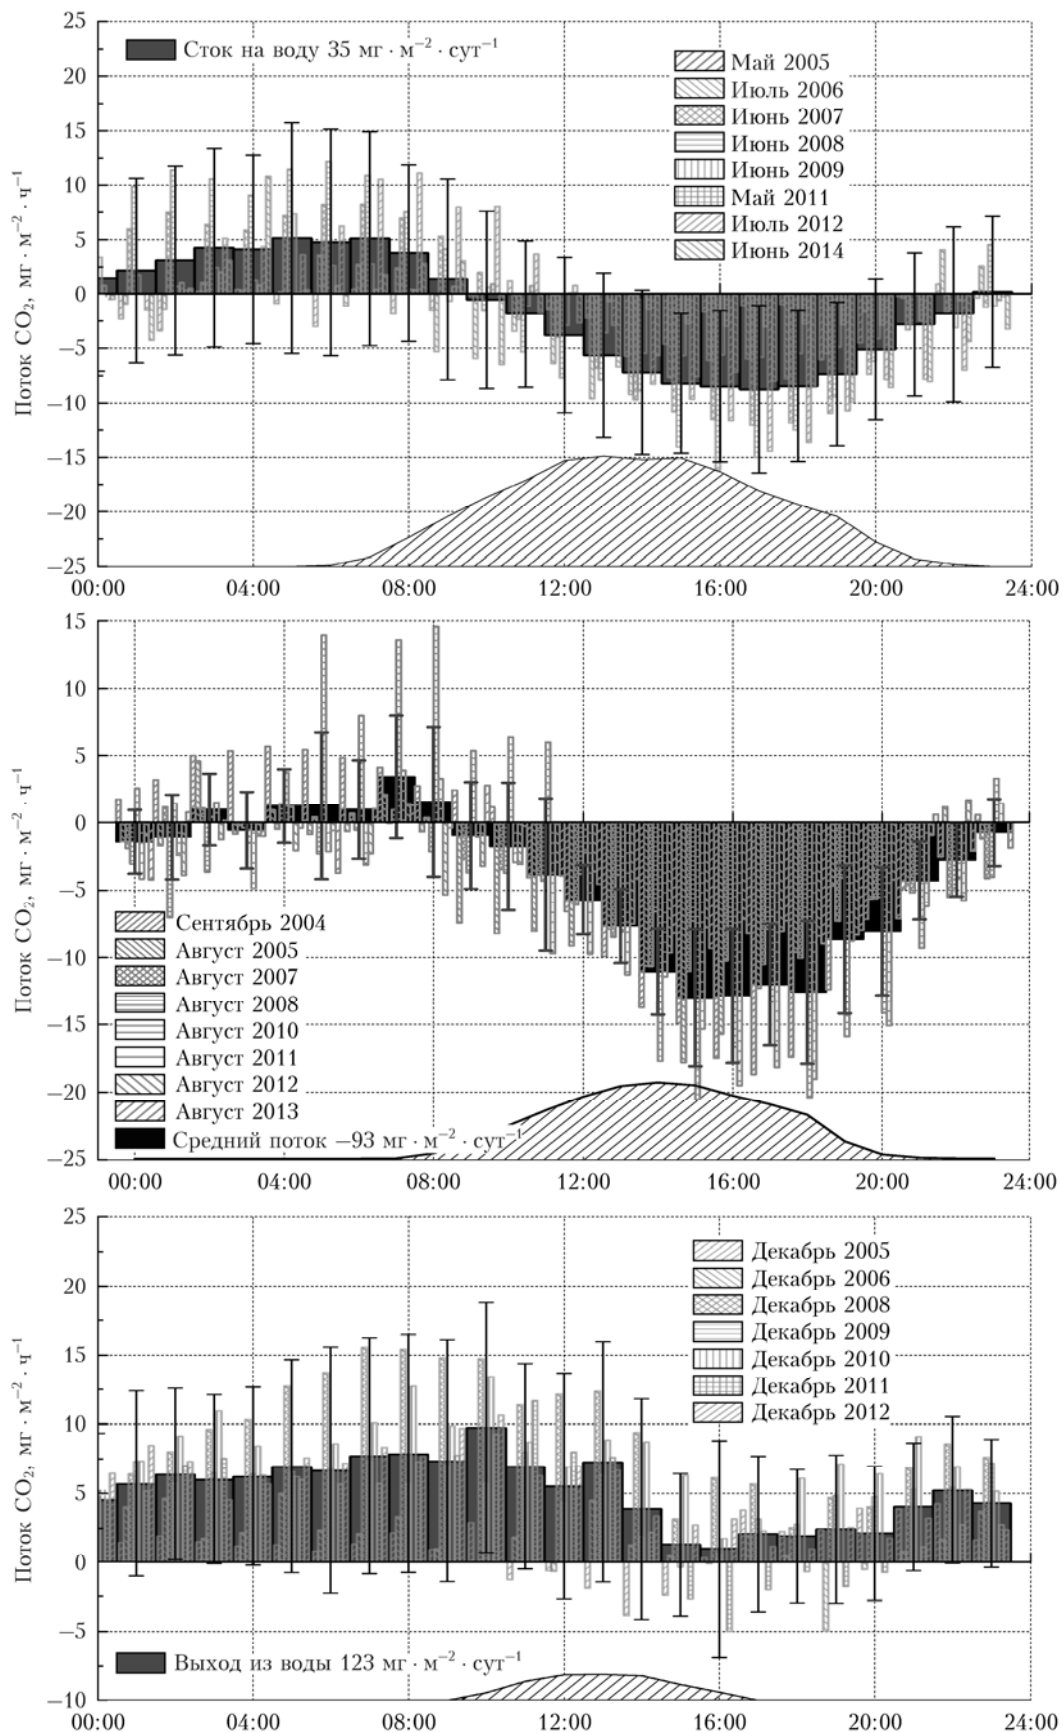 25
Сток на воду 35 мг · м⁻² · сут⁻¹
20
15
10
5
0
−5
−10
−15
−20
−25
Поток CO₂, мг · м⁻² · ч⁻¹
Май 2005
Июль 2006
Июнь 2007
Июнь 2008
Июнь 2009
Май 2011
Июль 2012
Июнь 2014
00:00 04:00 08:00 12:00 16:00 20:00 24:00
15
10
5
0
−5
−10
−15
−20
−25
Поток CO₂, мг · м⁻² · ч⁻¹
Сентябрь 2004
Август 2005
Август 2007
Август 2008
Август 2010
Август 2011
Август 2012
Август 2013
Средний поток −93 мг · м⁻² · сут⁻¹
00:00 04:00 08:00 12:00 16:00 20:00 24:00
25
20
15
10
5
0
−5
−10
Поток CO₂, мг · м⁻² · ч⁻¹
Декабрь 2005
Декабрь 2006
Декабрь 2008
Декабрь 2009
Декабрь 2010
Декабрь 2011
Декабрь 2012
Выход из воды 123 мг · м⁻² · сут⁻¹
00:00 04:00 08:00 12:00 16:00 20:00 24:00